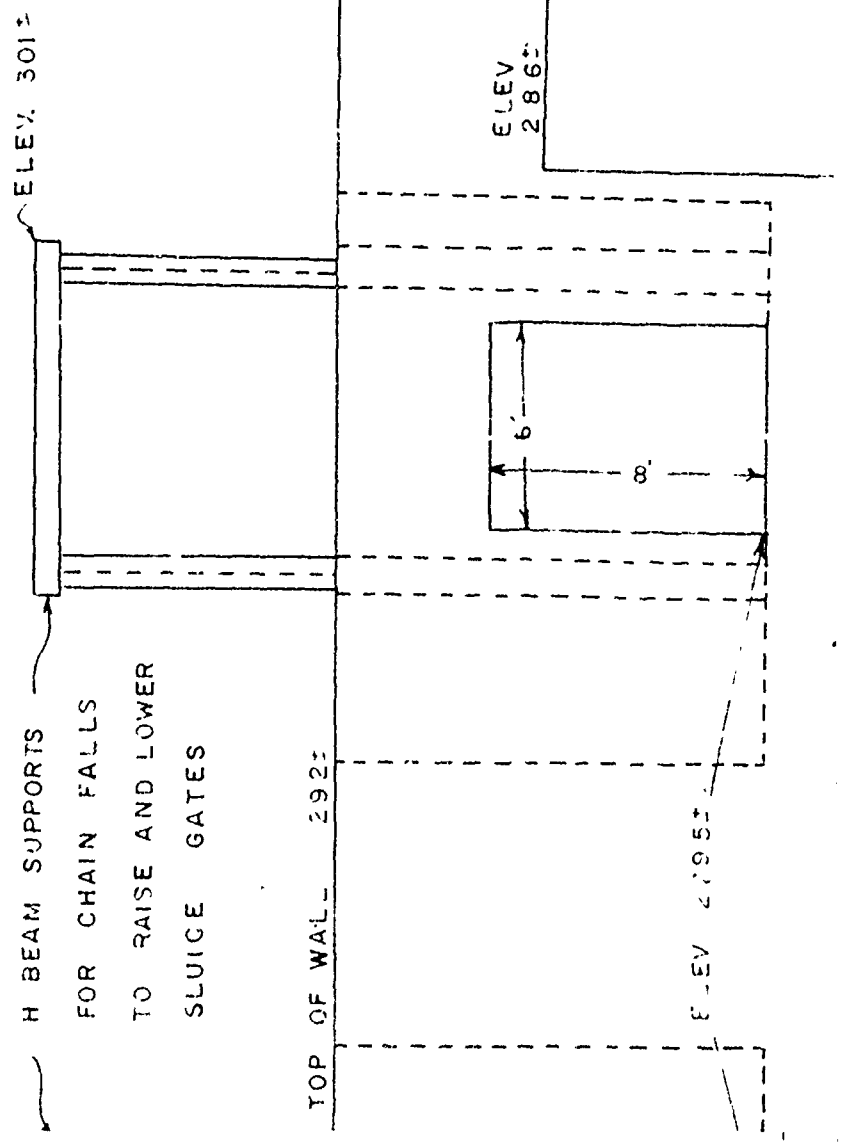 H BEAM SUPPORTS
FOR CHAIN FALLS
TO RAISE AND LOWER
SLUICE GATES
ELEV. 301±
TOP OF WALL 292±
ELEV
286±
6'
8'
ELEV